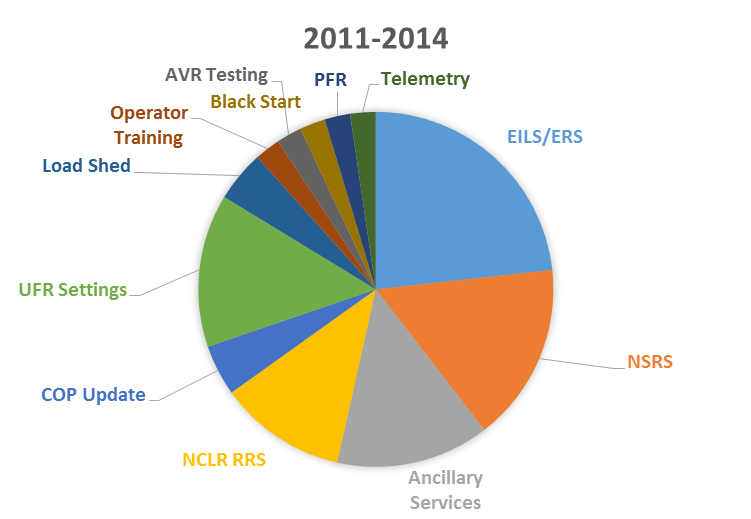 2011-2014
AVR Testing
PFR
Telemetry
Black Start
Operator
Training
EILS/ERS
Load Shed
UFR Settings
NSRS
COP Update
NCLR RRS
Ancillary
Services